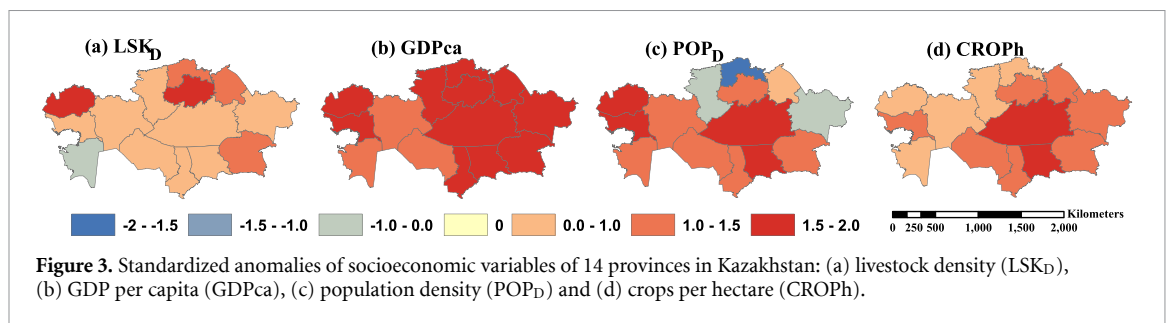 (a) LSKD (b) GDPca (c) POPD (d) CROPh
-2 - -1.5 -1.5 - -1.0 -1.0 - 0.0 0 0.0 - 1.0 1.0 - 1.5 1.5 - 2.0
Kilometers
0 250 500 1,000 1,500 2,000
Figure 3. Standardized anomalies of socioeconomic variables of 14 provinces in Kazakhstan: (a) livestock density (LSKD),
(b) GDP per capita (GDPca), (c) population density (POPD) and (d) crops per hectare (CROPh).